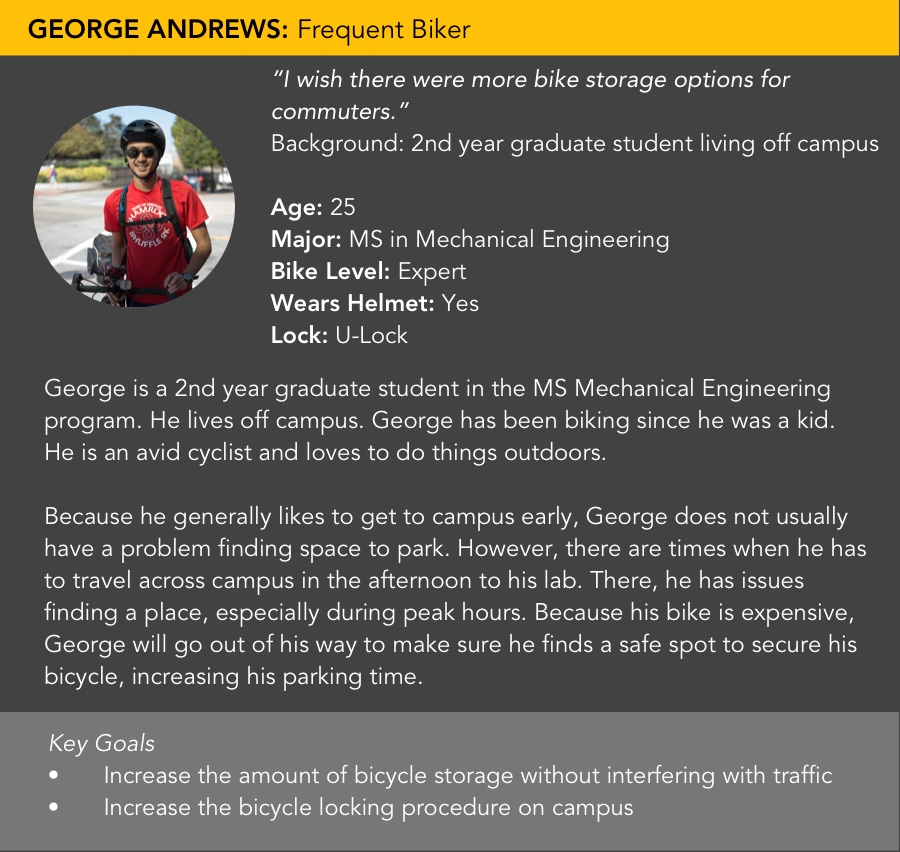 GEORGE ANDREWS: Frequent Biker
“I wish there were more bike storage options for
commuters.”
Background: 2nd year graduate student living off campus
Age: 25
Major: MS in Mechanical Engineering
Bike Level: Expert
Wears Helmet: Yes
Lock: U-Lock
SHAMROCK
SHUFFLE 8K
George is a 2nd year graduate student in the MS Mechanical Engineering
program. He lives off campus. George has been biking since he was a kid.
He is an avid cyclist and loves to do things outdoors.
Because he generally likes to get to campus early, George does not usually
have a problem finding space to park. However, there are times when he has
to travel across campus in the afternoon to his lab. There, he has issues
finding a place, especially during peak hours. Because his bike is expensive,
George will go out of his way to make sure he finds a safe spot to secure his
bicycle, increasing his parking time.
Key Goals
• Increase the amount of bicycle storage without interfering with traffic
• Increase the bicycle locking procedure on campus